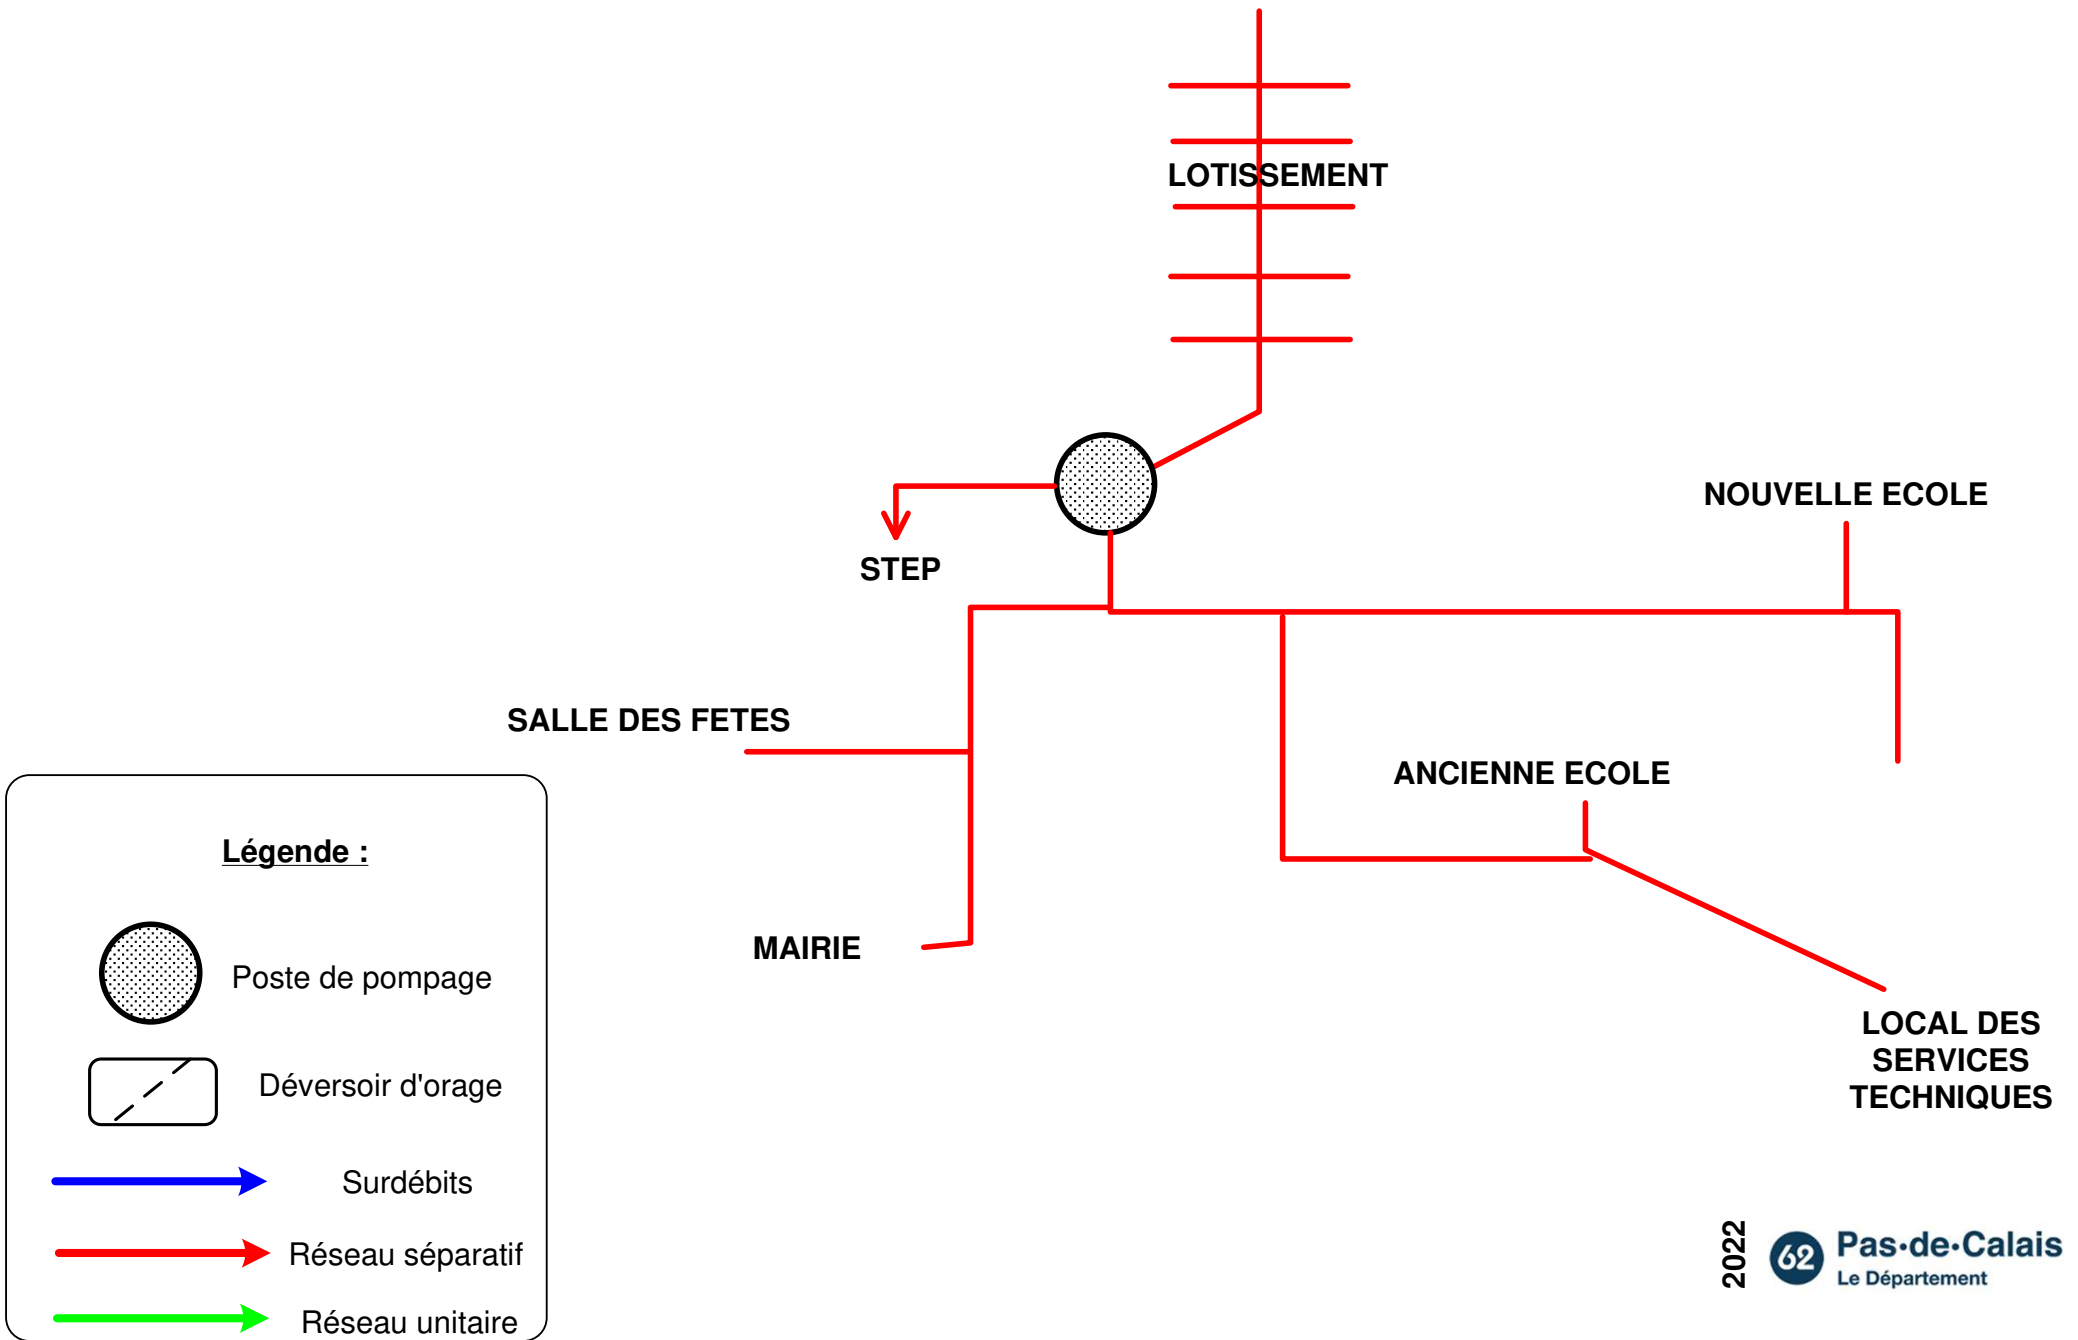 LOTISSEMENT
NOUVELLE ECOLE
STEP
SALLE DES FETES
ANCIENNE ECOLE
MAIRIE
LOCAL DES
SERVICES
TECHNIQUES
Légende :
Poste de pompage
Déversoir d'orage
Surdébits
Réseau séparatif
Réseau unitaire
2022
62
Pas•de•Calais
Le Département